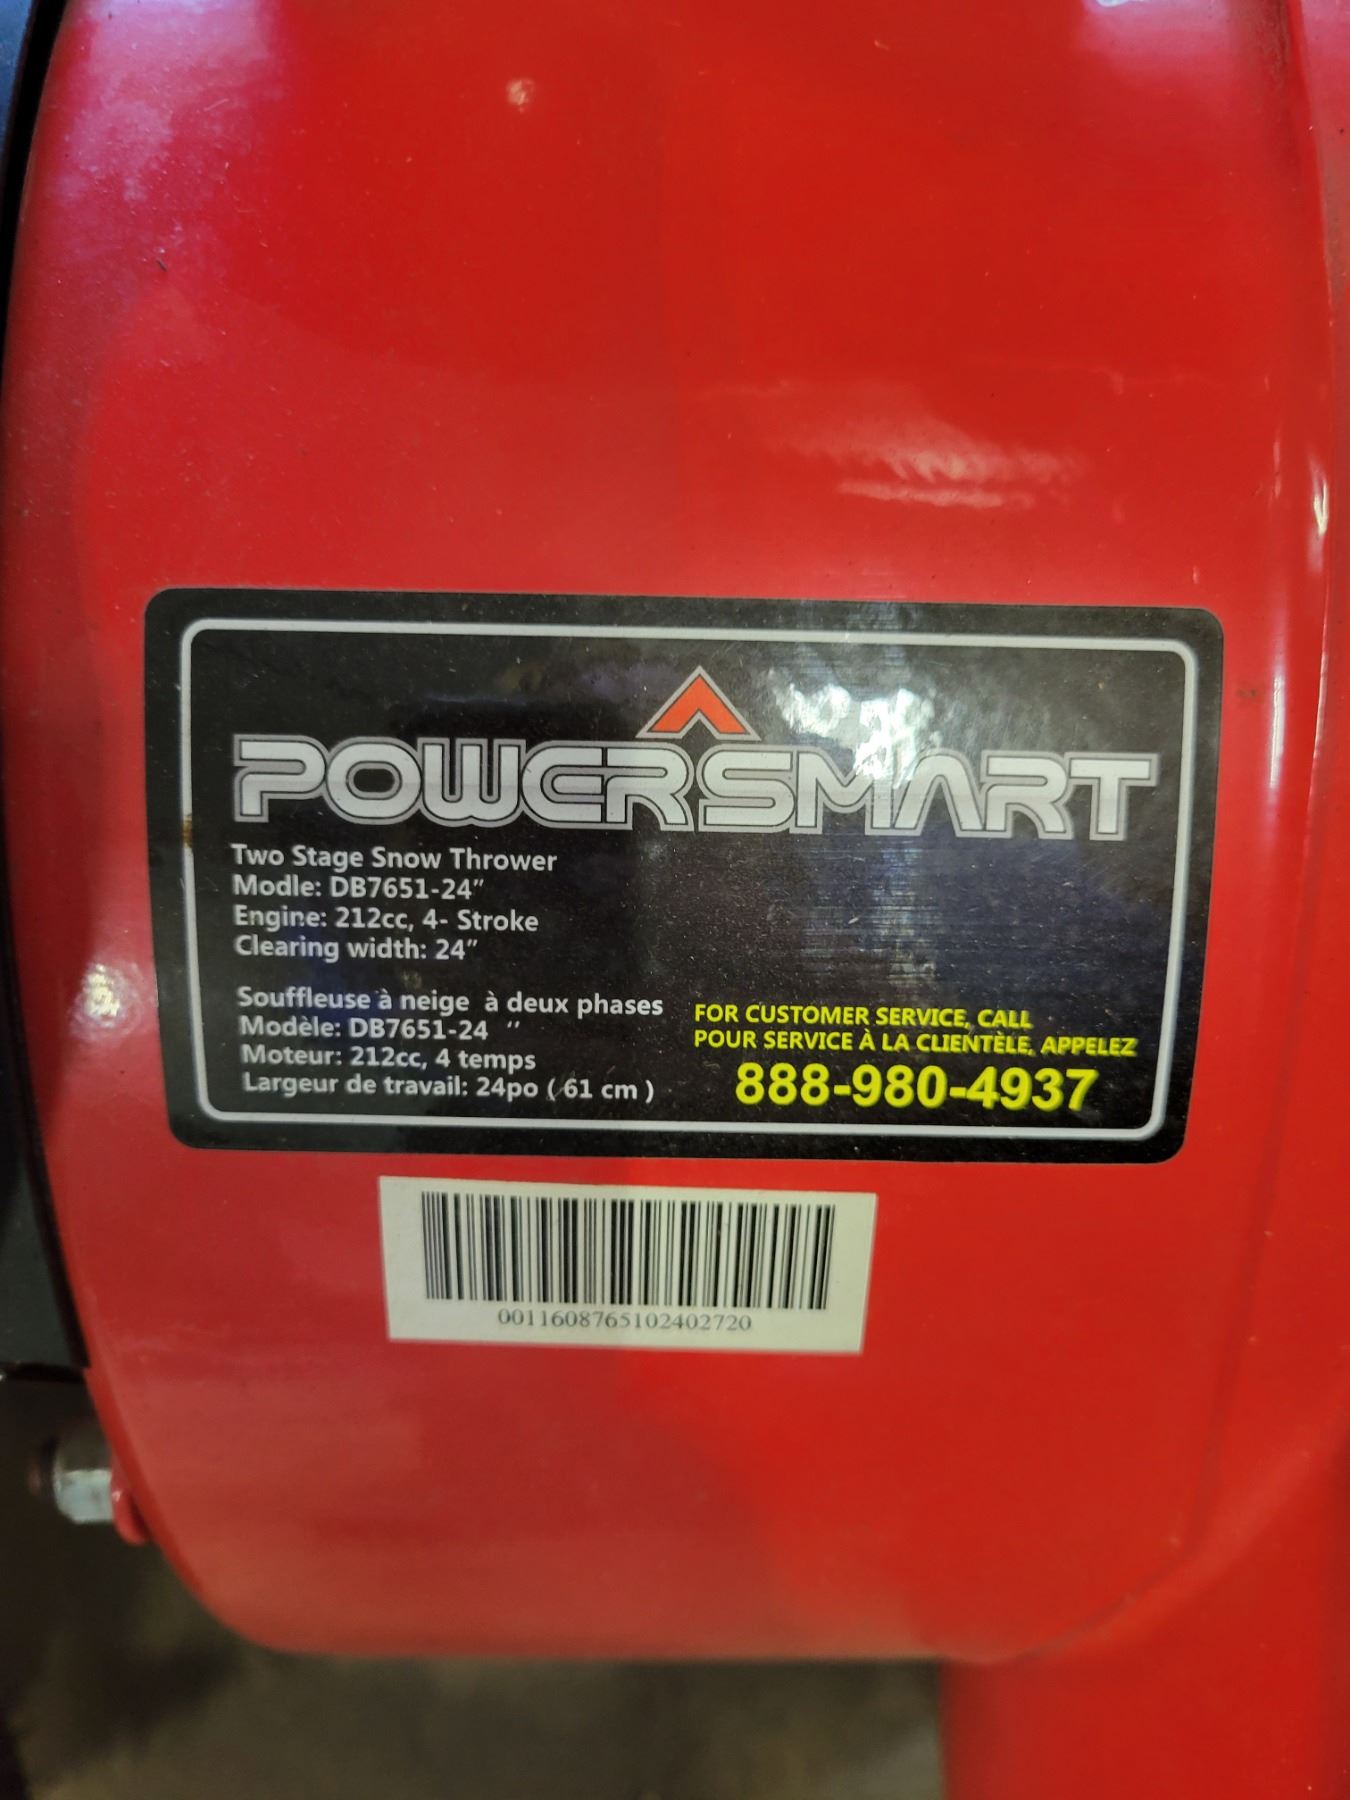 POWERSMART
Two Stage Snow Thrower
Modle: DB7651-24"
Engine: 212cc, 4- Stroke
Clearing width: 24"
Souffleuse à neige à deux phases
Modèle: DB7651-24 "
Moteur: 212cc, 4 temps
Largeur de travail: 24po ( 61 cm )
FOR CUSTOMER SERVICE, CALL
POUR SERVICE À LA CLIENTÈLE, APPELEZ
888-980-4937
0011608765102402720